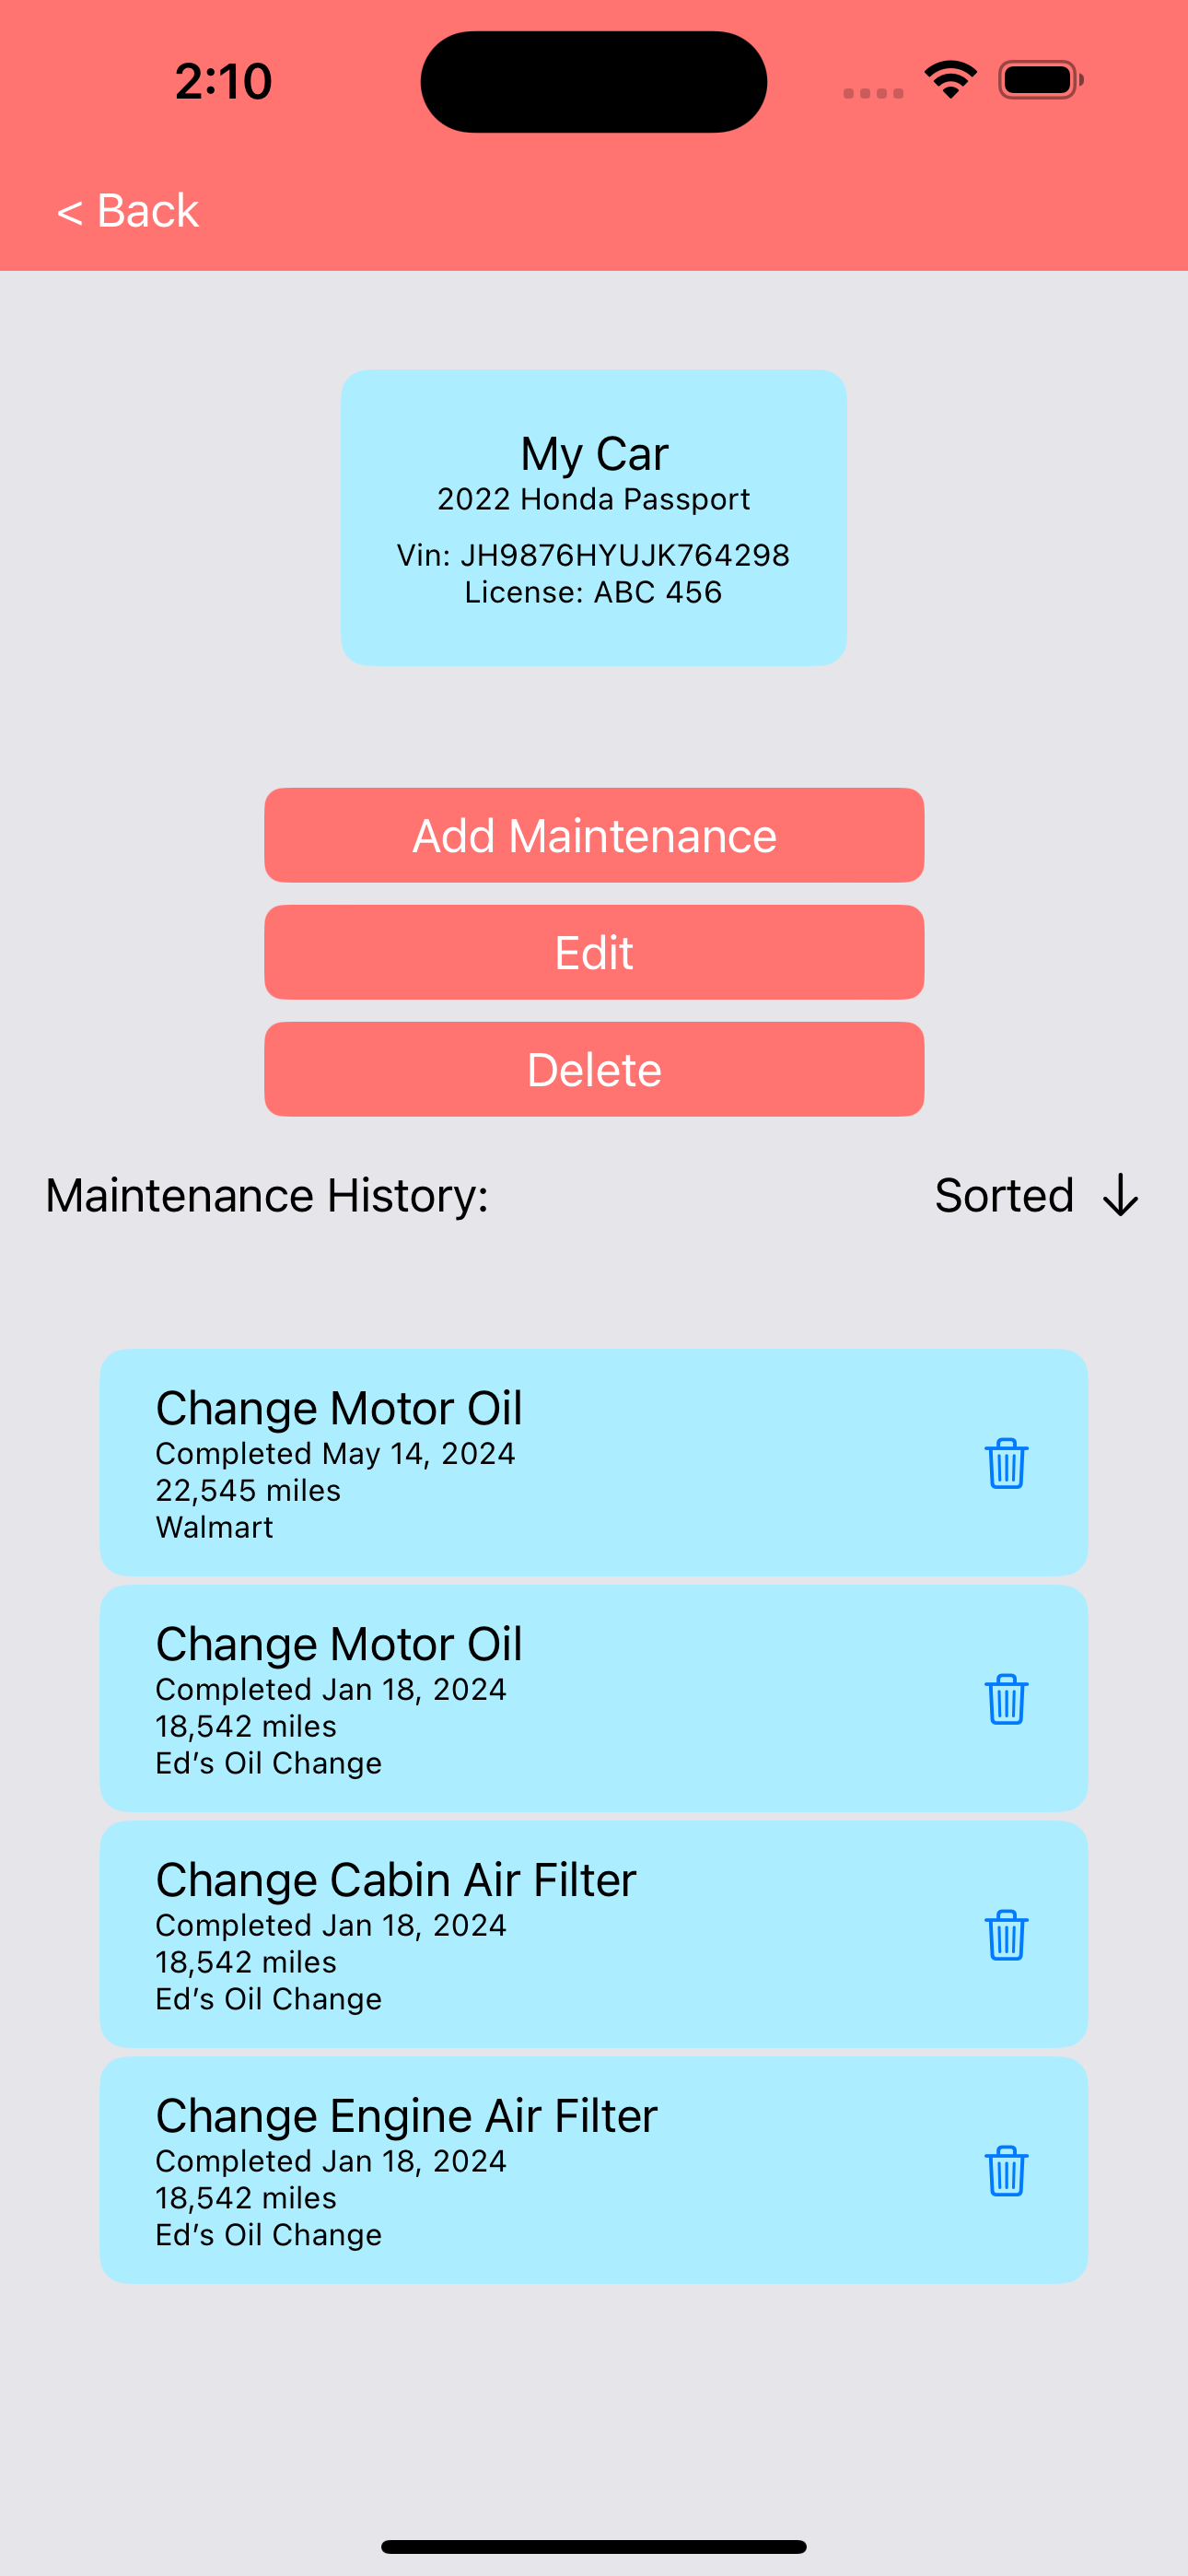 2:10
< Back
My Car
2022 Honda Passport
Vin: JH9876HYUJK764298
License: ABC 456
Add Maintenance
Edit
Delete
Maintenance History:
Sorted ↓
Change Motor Oil
Completed May 14, 2024
22,545 miles
Walmart
Change Motor Oil
Completed Jan 18, 2024
18,542 miles
Ed’s Oil Change
Change Cabin Air Filter
Completed Jan 18, 2024
18,542 miles
Ed’s Oil Change
Change Engine Air Filter
Completed Jan 18, 2024
18,542 miles
Ed’s Oil Change